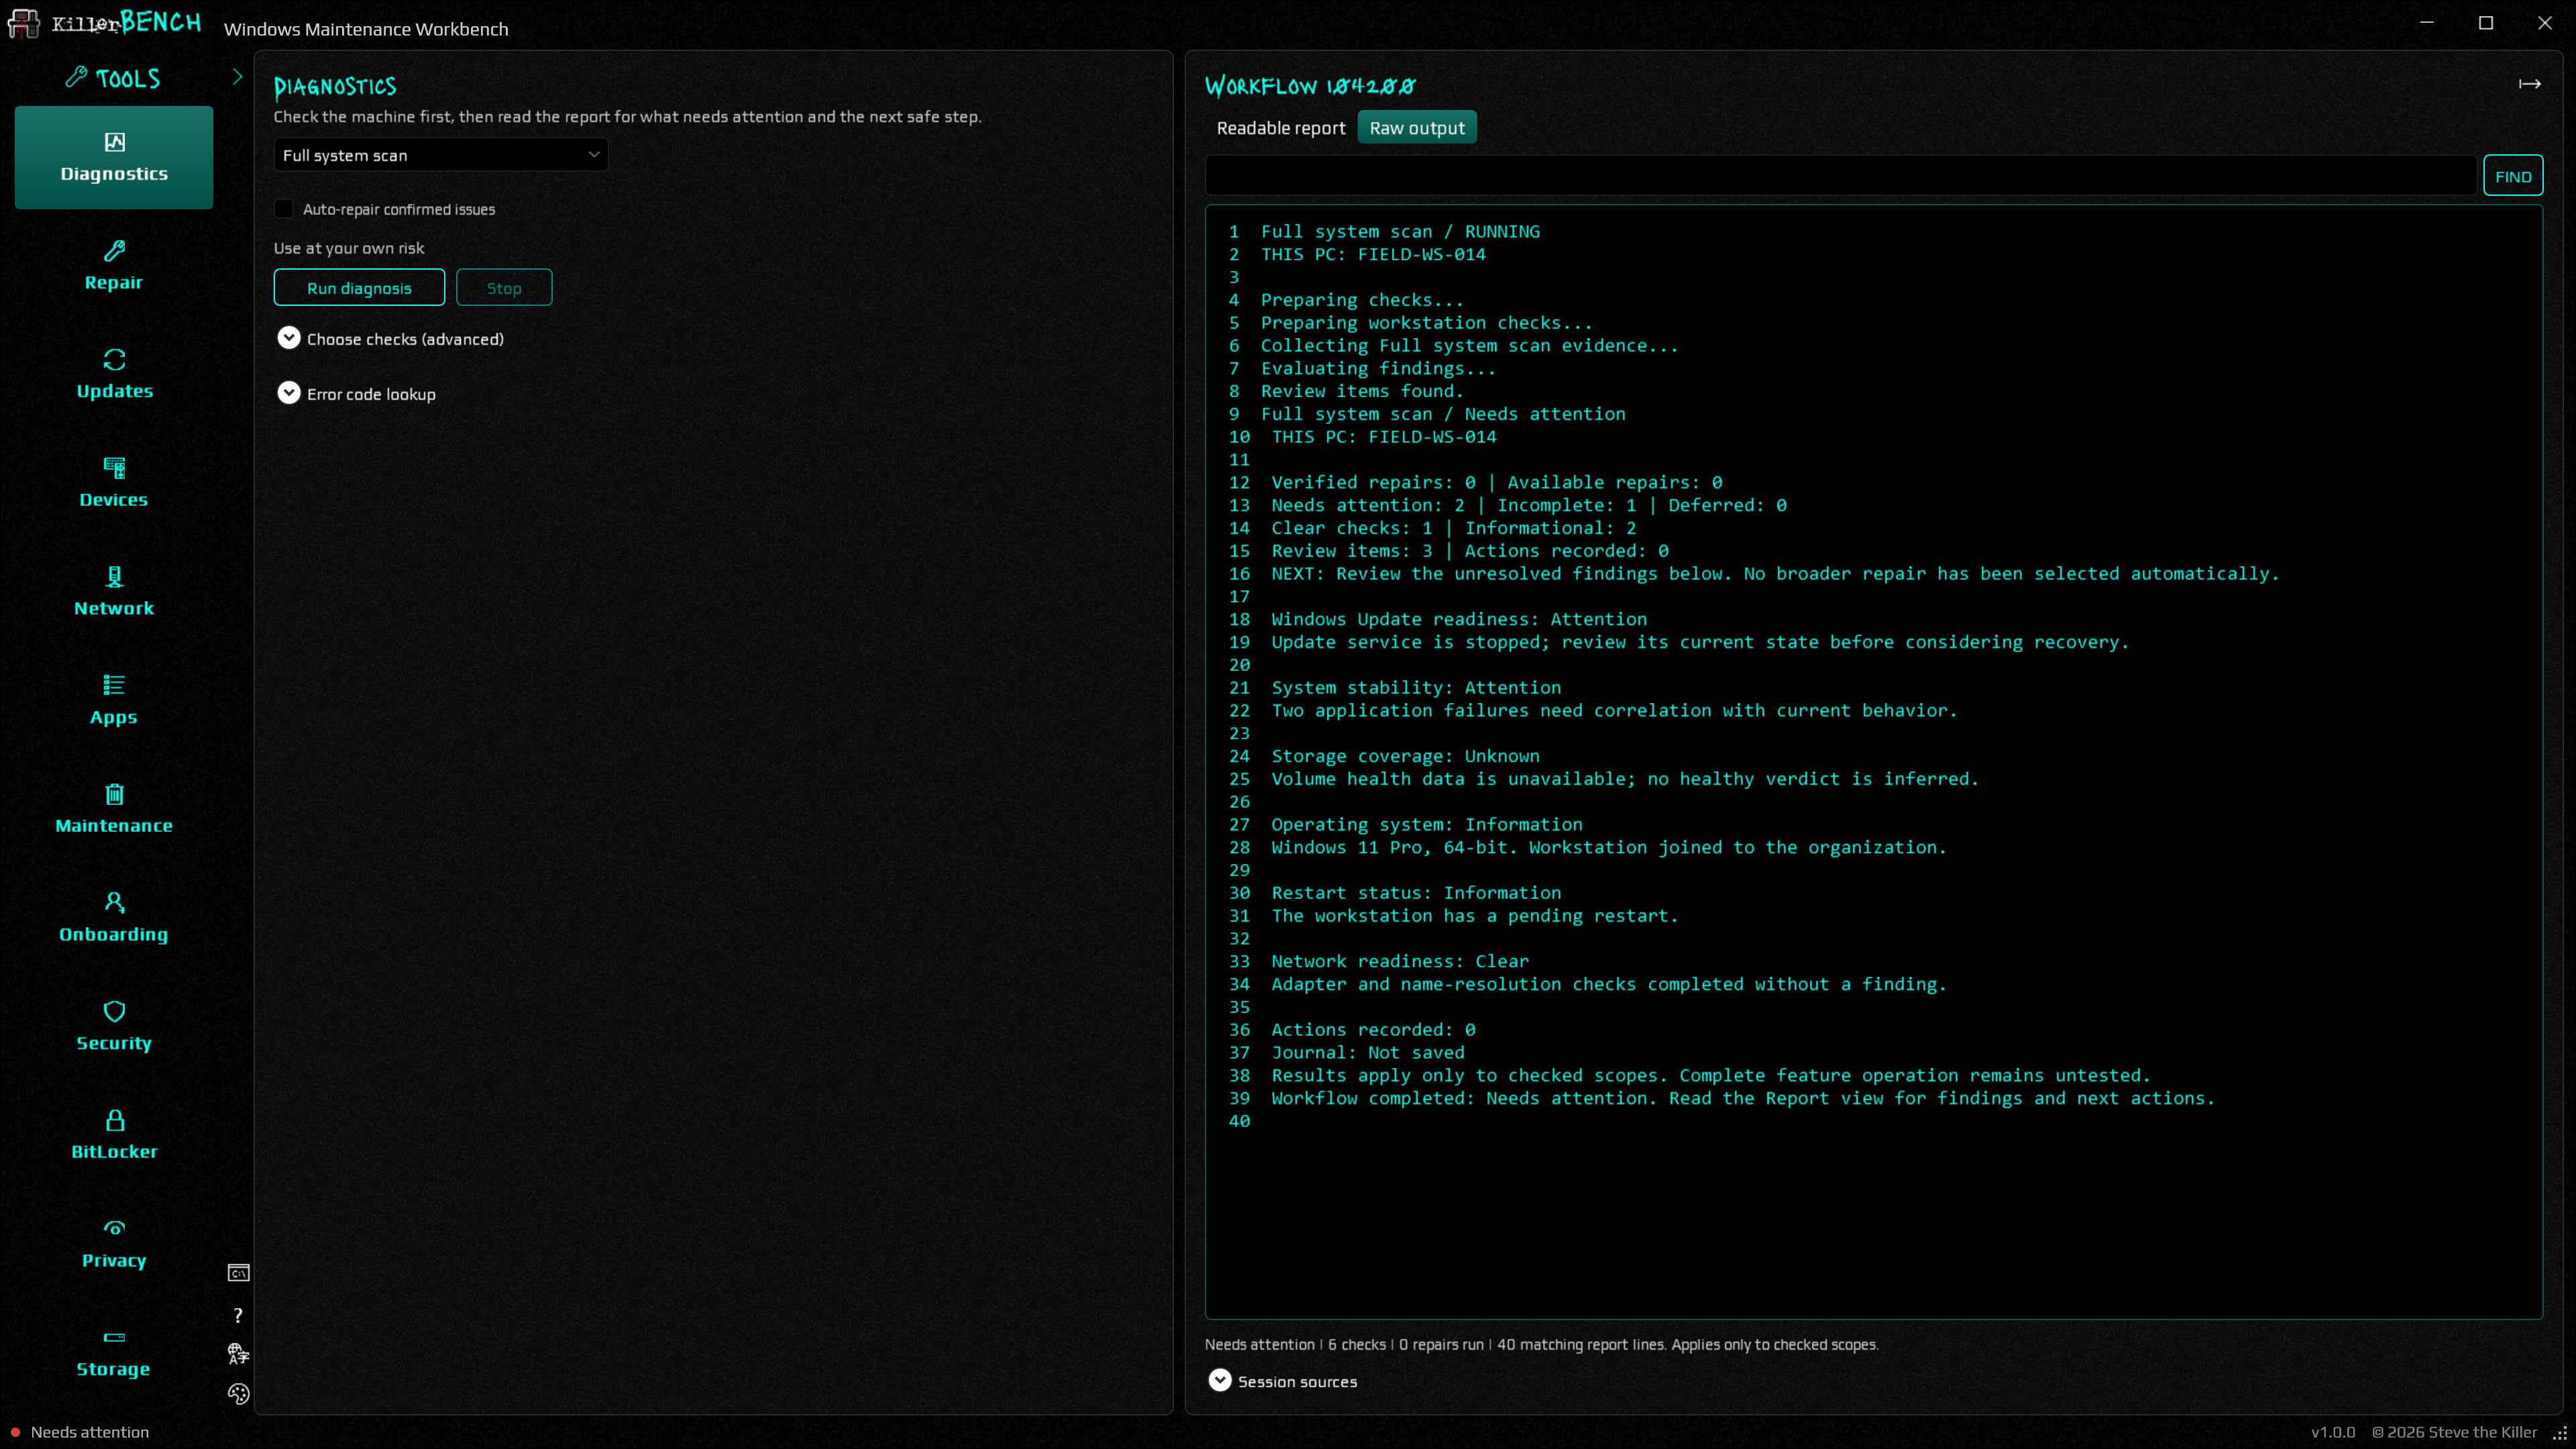 KillerBENCH Windows Maintenance Workbench
TOOLS
Diagnostics
Repair
Updates
Devices
Network
Apps
Maintenance
Onboarding
Security
BitLocker
Privacy
Storage
C:\
?
A字
DIAGNOSTICS
Check the machine first, then read the report for what needs attention and the next safe step.
Full system scan
Auto-repair confirmed issues
Use at your own risk
Run diagnosis Stop
Choose checks (advanced)
Error code lookup
WORKFLOW 104200
Readable report Raw output
FIND
1 Full system scan / RUNNING
2 THIS PC: FIELD-WS-014
3
4 Preparing checks...
5 Preparing workstation checks...
6 Collecting Full system scan evidence...
7 Evaluating findings...
8 Review items found.
9 Full system scan / Needs attention
10 THIS PC: FIELD-WS-014
11
12 Verified repairs: 0 | Available repairs: 0
13 Needs attention: 2 | Incomplete: 1 | Deferred: 0
14 Clear checks: 1 | Informational: 2
15 Review items: 3 | Actions recorded: 0
16 NEXT: Review the unresolved findings below. No broader repair has been selected automatically.
17
18 Windows Update readiness: Attention
19 Update service is stopped; review its current state before considering recovery.
20
21 System stability: Attention
22 Two application failures need correlation with current behavior.
23
24 Storage coverage: Unknown
25 Volume health data is unavailable; no healthy verdict is inferred.
26
27 Operating system: Information
28 Windows 11 Pro, 64-bit. Workstation joined to the organization.
29
30 Restart status: Information
31 The workstation has a pending restart.
32
33 Network readiness: Clear
34 Adapter and name-resolution checks completed without a finding.
35
36 Actions recorded: 0
37 Journal: Not saved
38 Results apply only to checked scopes. Complete feature operation remains untested.
39 Workflow completed: Needs attention. Read the Report view for findings and next actions.
40
Needs attention | 6 checks | 0 repairs run | 40 matching report lines. Applies only to checked scopes.
Session sources
Needs attention
v1.0.0 © 2026 Steve the Killer